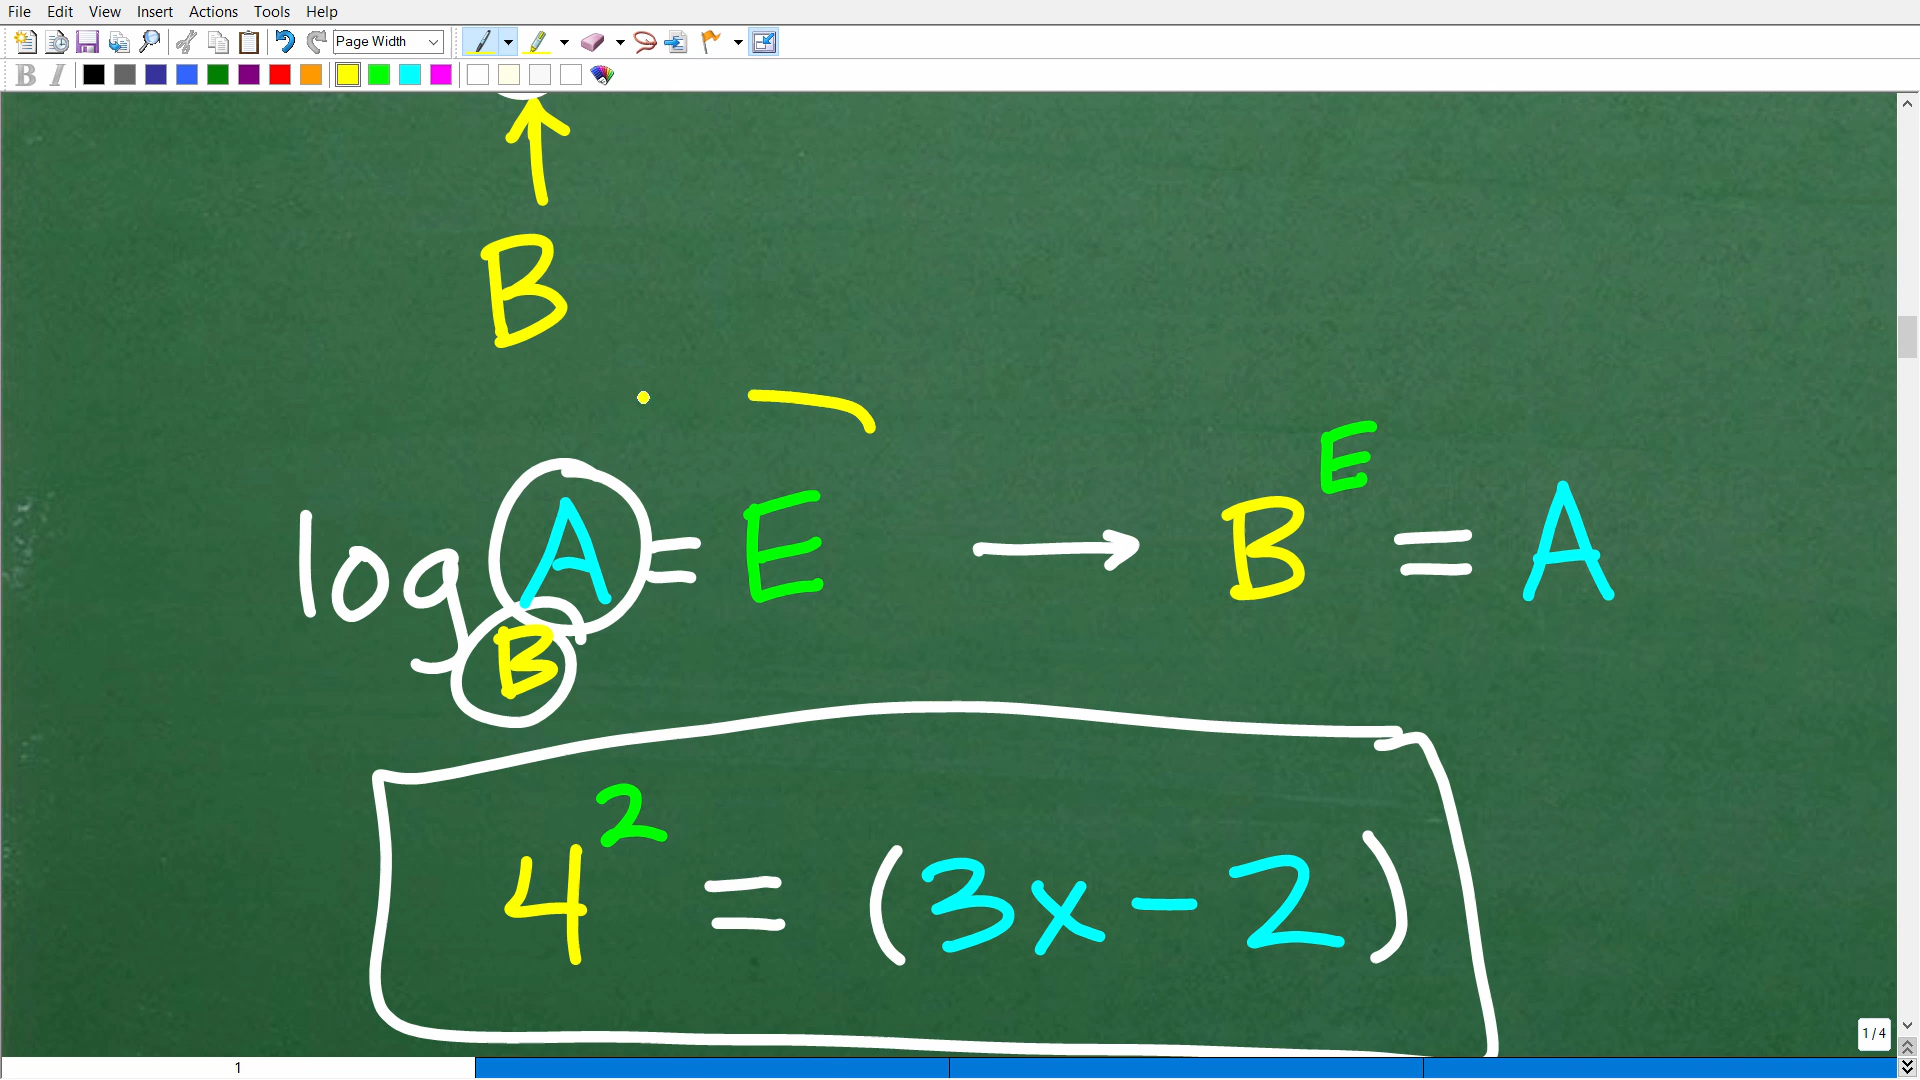 File Edit View Insert Actions Tools Help
Page Width
B I
B
log_B A = E → B^E = A
4^2 = (3x - 2)
1 / 4
1